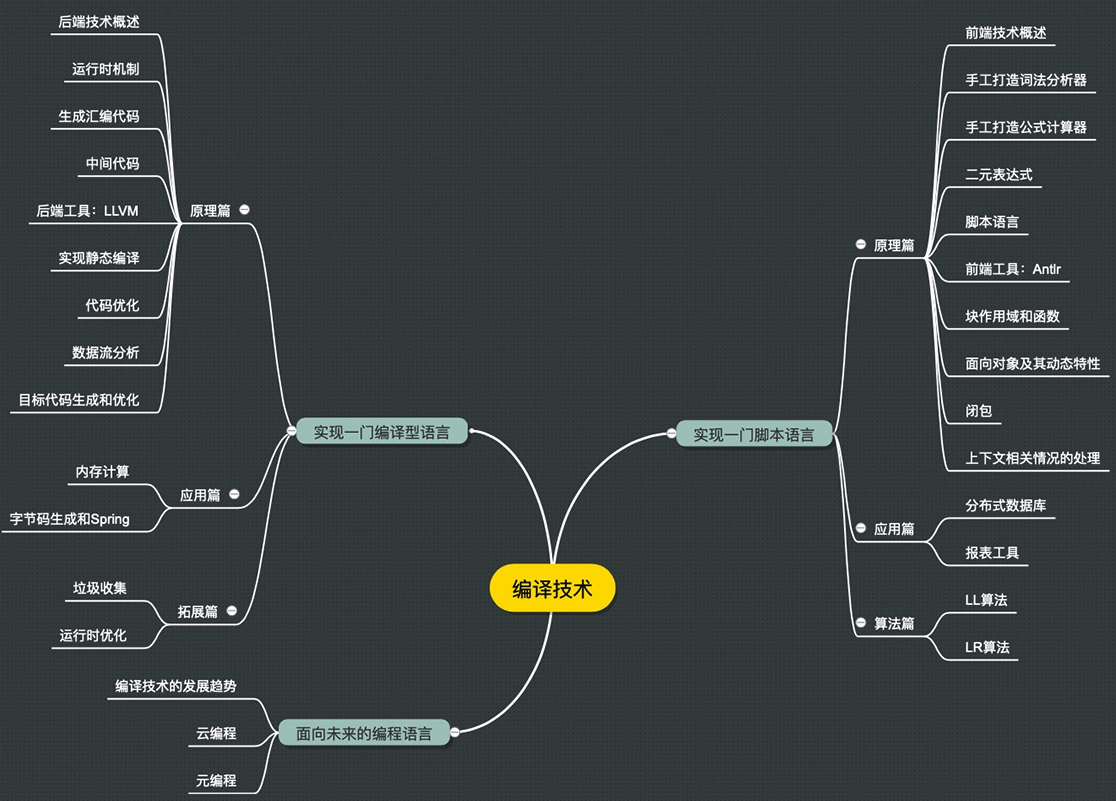 编译技术
实现一门脚本语言
原理篇
前端技术概述
手工打造词法分析器
手工打造公式计算器
二元表达式
脚本语言
前端工具：Antlr
块作用域和函数
面向对象及其动态特性
闭包
上下文相关情况的处理
应用篇
分布式数据库
报表工具
算法篇
LL算法
LR算法
实现一门编译型语言
原理篇
后端技术概述
运行时机制
生成汇编代码
中间代码
后端工具：LLVM
实现静态编译
代码优化
数据流分析
目标代码生成和优化
应用篇
内存计算
字节码生成和Spring
拓展篇
垃圾收集
运行时优化
面向未来的编程语言
编译技术的发展趋势
云编程
元编程